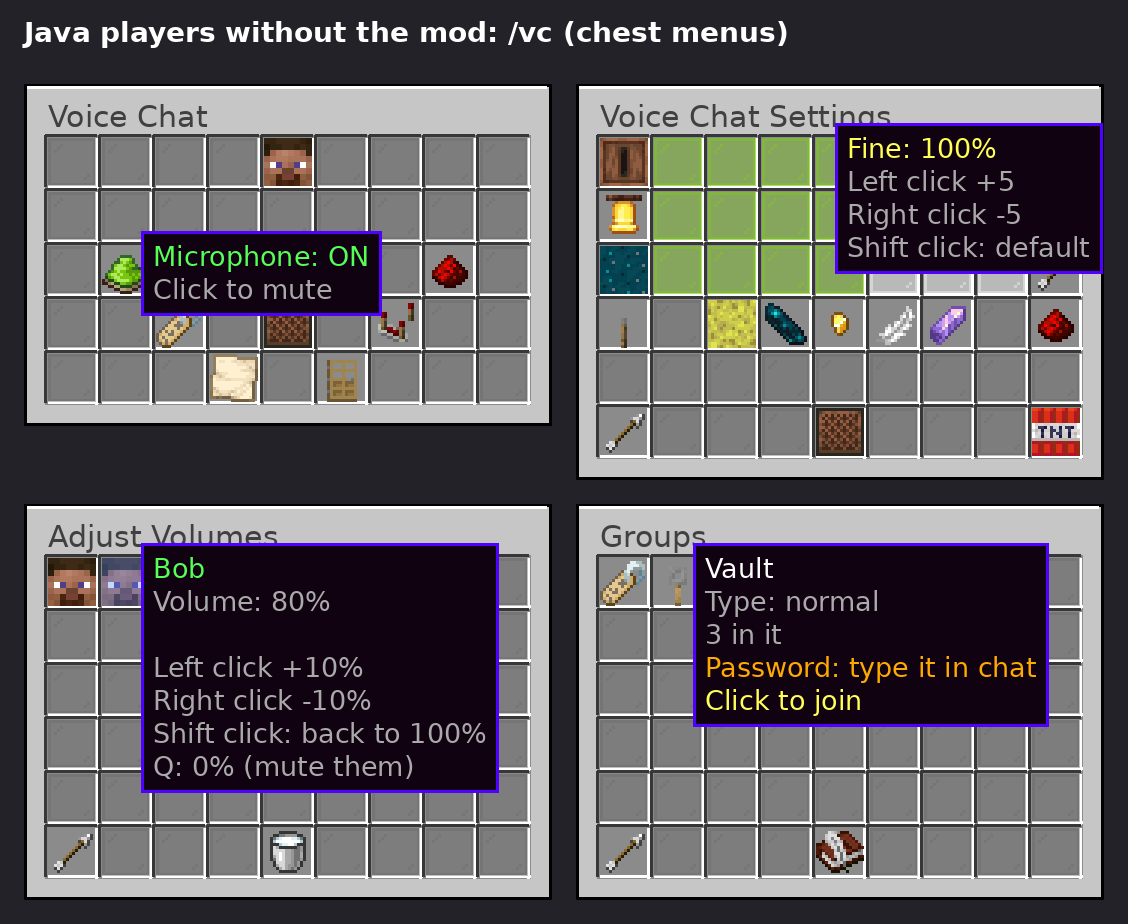 Java players without the mod: /vc (chest menus)
Voice Chat
Microphone: ON
Click to mute
Voice Chat Settings
Fine: 100%
Left click +5
Right click -5
Shift click: default
TNT
Adjust Volumes
Bob
Volume: 80%
Left click +10%
Right click -10%
Shift click: back to 100%
Q: 0% (mute them)
Groups
Vault
Type: normal
3 in it
Password: type it in chat
Click to join